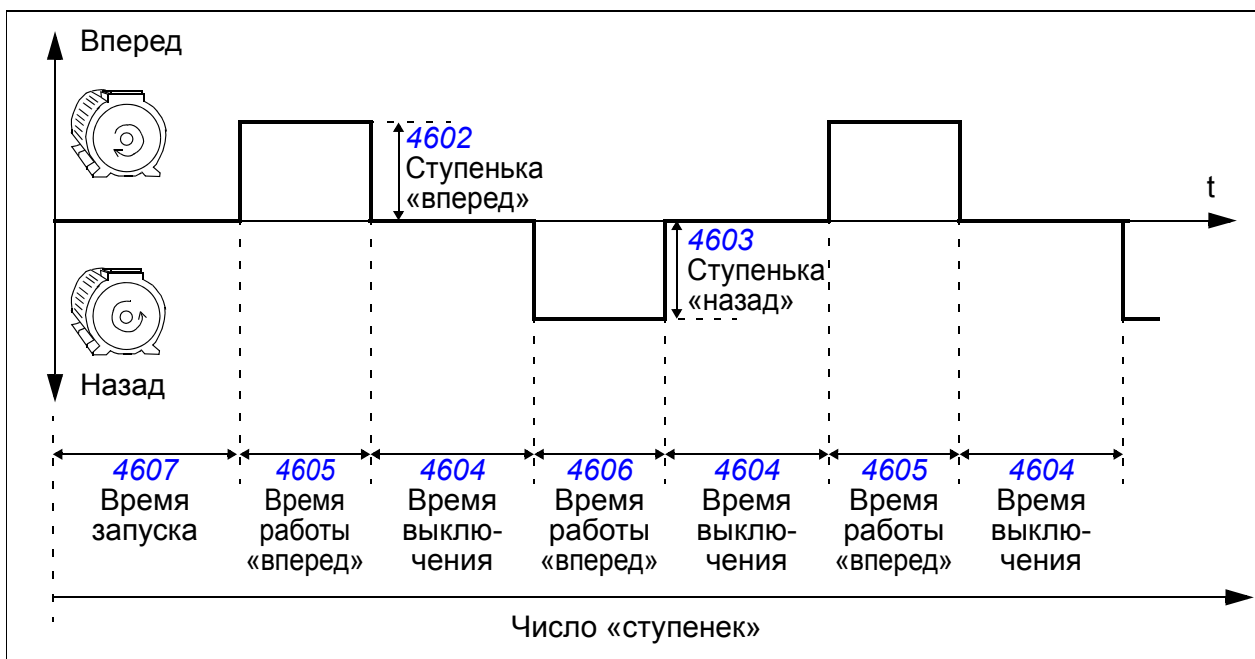 Вперед
4602
Ступенька
«вперед»
t
4603
Ступенька
«назад»
Назад
4607
Время
запуска
4605
Время
работы
«вперед»
4604
Время
выклю-
чения
4606
Время
работы
«вперед»
4604
Время
выклю-
чения
4605
Время
работы
«вперед»
4604
Время
выклю-
чения
Число «ступенек»